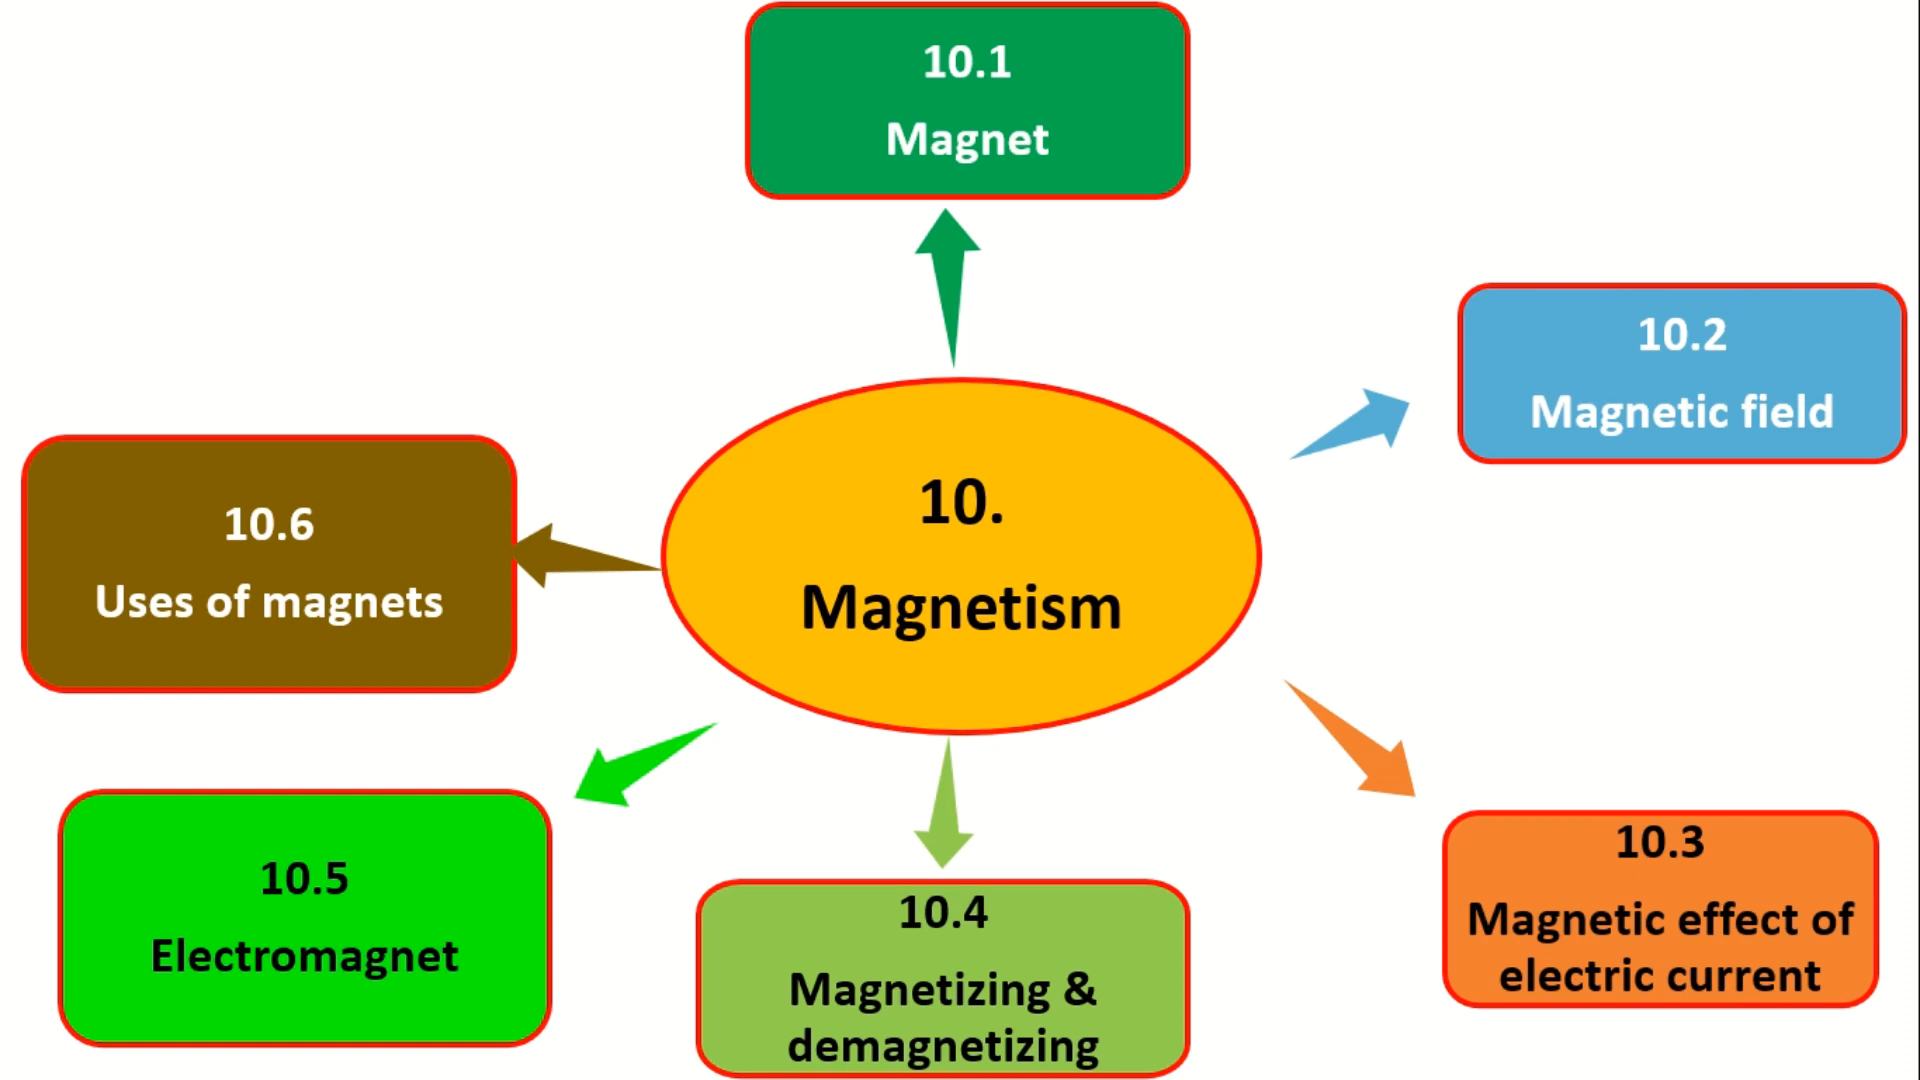 10.1
Magnet
10.2
Magnetic field
10.
Magnetism
10.6
Uses of magnets
10.3
Magnetic effect of
electric current
10.5
Electromagnet
10.4
Magnetizing &
demagnetizing